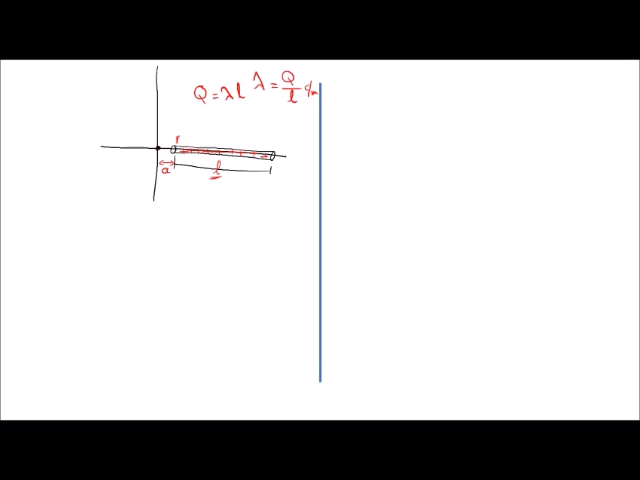 Q = λl λ = Q/l c/m
r
a
l